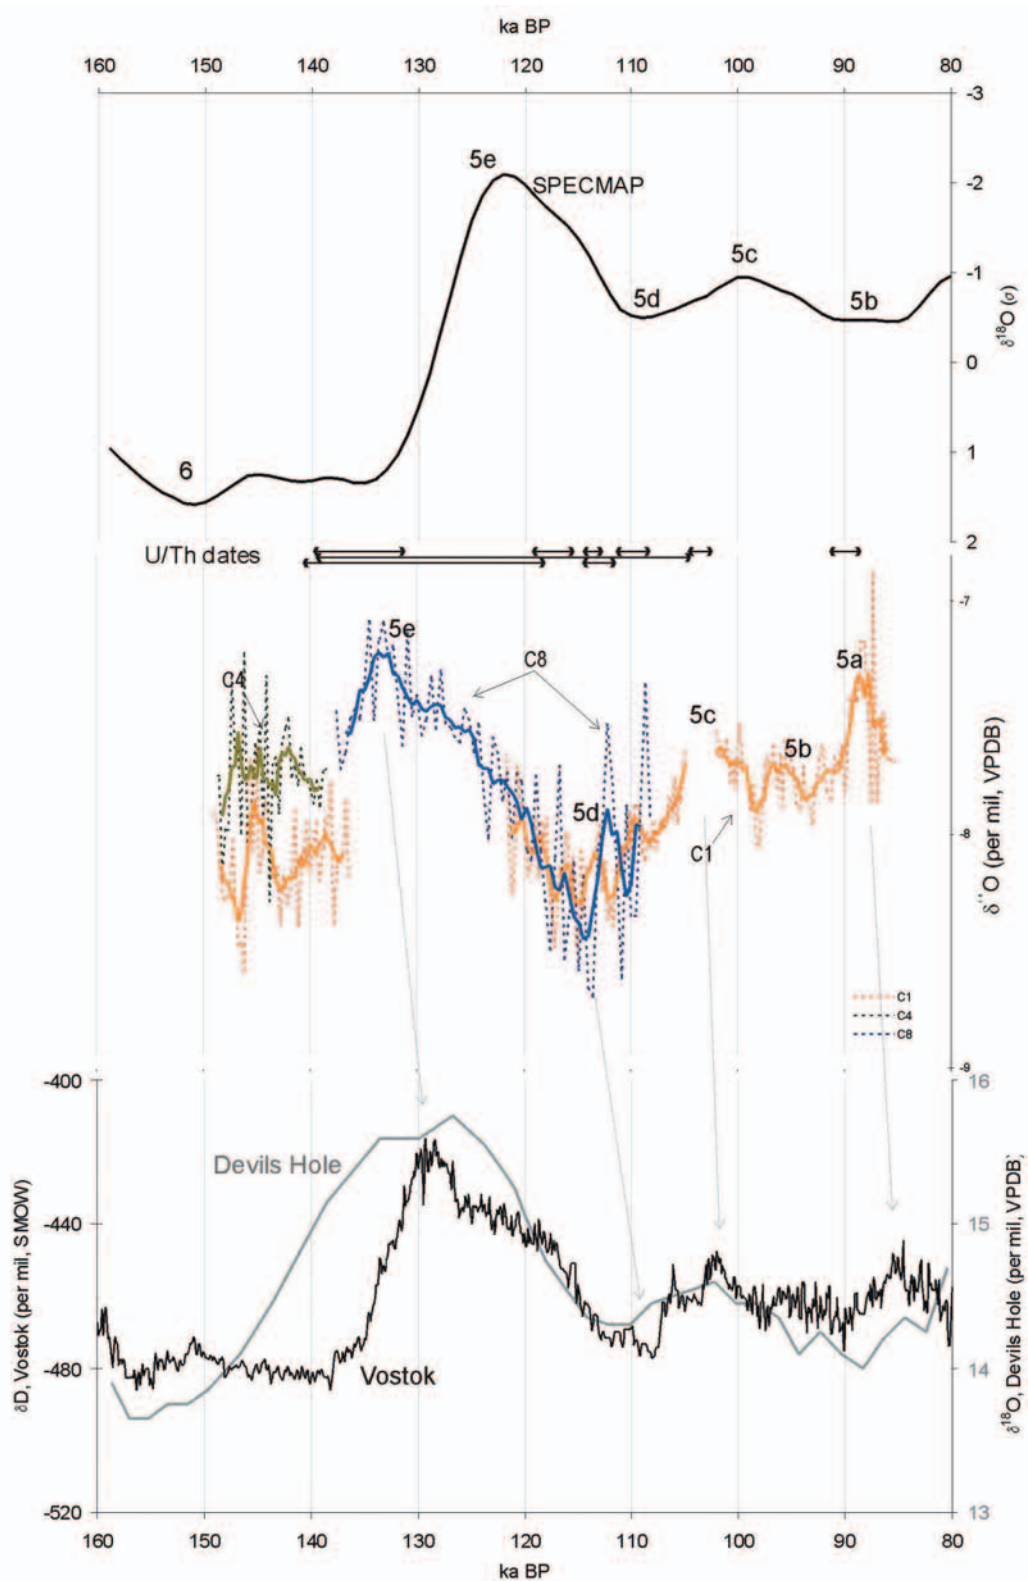 ka BP
160 150 140 130 120 110 100 90 80
-3
5e
-2
SPECMAP
5c
-1
5d
5b
δ18O (σ)
0
6
1
2
U/Th dates
-7
5e
C8
5a
C4
5c
5b
5d
-8
C1
δ18O (per mil, VPDB)
C1
C4
C8
-9
-400
16
Devils Hole
-440
15
δD, Vostok (per mil, SMOW)
δ18O, Devils Hole (per mil, VPDB)
-480
Vostok
14
-520
13
160 150 140 130 120 110 100 90 80
ka BP